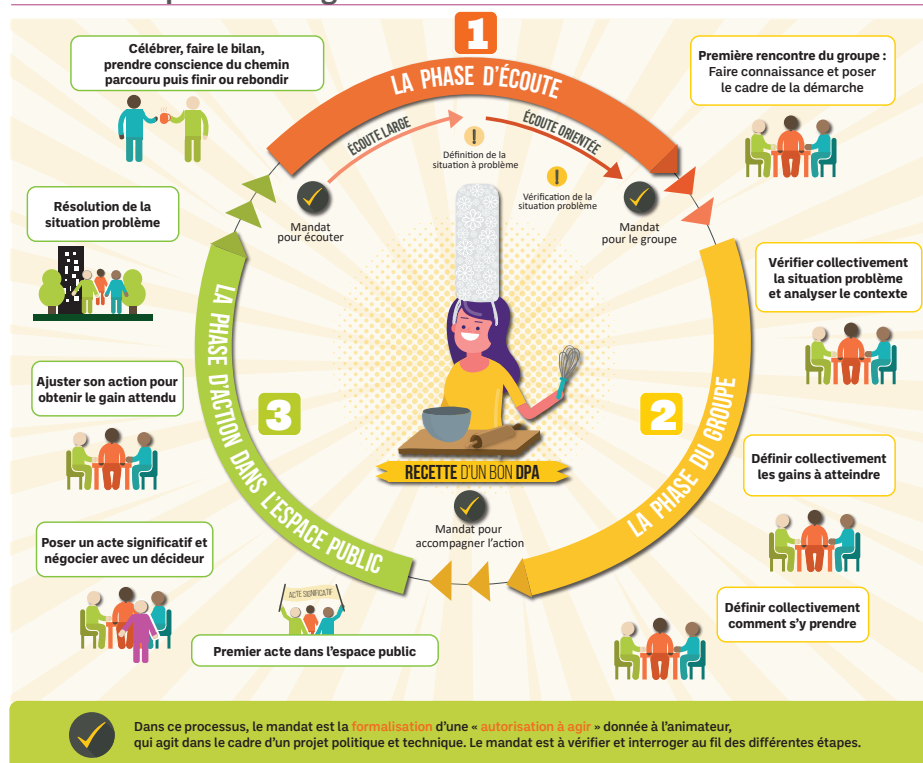 1
LA PHASE D'ÉCOUTE
Célébrer, faire le bilan,
prendre conscience du chemin
parcouru puis finir ou rebondir
Première rencontre du groupe :
Faire connaissance et poser
le cadre de la démarche
ÉCOUTE LARGE
ÉCOUTE ORIENTÉE
!
Définition de la
situation à problème
!
Vérification de la
situation problème
Mandat
pour écouter
Mandat
pour le groupe
Résolution de la
situation problème
Vérifier collectivement
la situation problème
et analyser le contexte
LA PHASE D'ACTION DANS L'ESPACE PUBLIC
3
2
LA PHASE DU GROUPE
Ajuster son action pour
obtenir le gain attendu
Définir collectivement
les gains à atteindre
RECETTE D'UN BON DPA
Mandat pour
accompagner l'action
Poser un acte significatif et
négocier avec un décideur
Définir collectivement
comment s'y prendre
ACTE SIGNIFICATIF
Premier acte dans l'espace public
Dans ce processus, le mandat est la formalisation d'une « autorisation à agir » donnée à l'animateur,
qui agit dans le cadre d'un projet politique et technique. Le mandat est à vérifier et interroger au fil des différentes étapes.